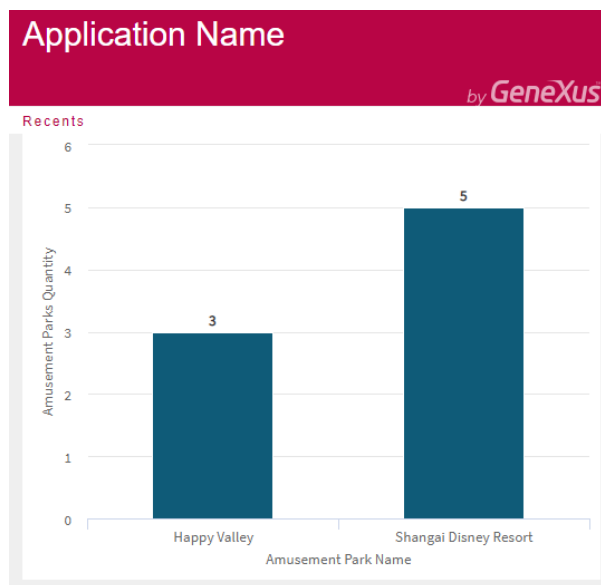 Application Name
by GeneXus
Recents
6
5
4
3
2
1
0
Amusement Parks Quantity
3
5
Happy Valley
Shangai Disney Resort
Amusement Park Name